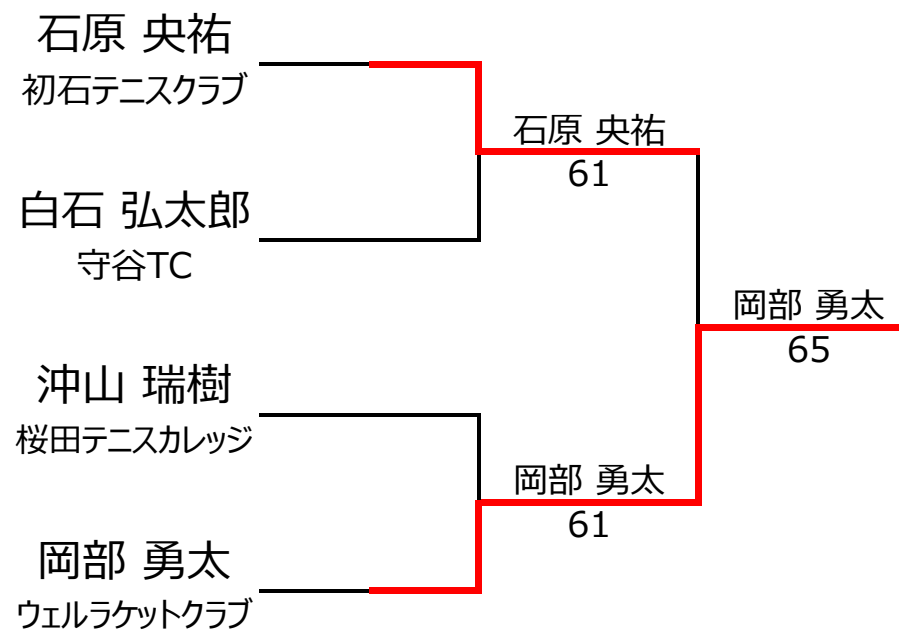 石原 央祐
初石テニスクラブ
石原 央祐
61
白石 弘太郎
守谷TC
岡部 勇太
65
沖山 瑞樹
桜田テニスカレッジ
岡部 勇太
61
岡部 勇太
ウェルラケットクラブ